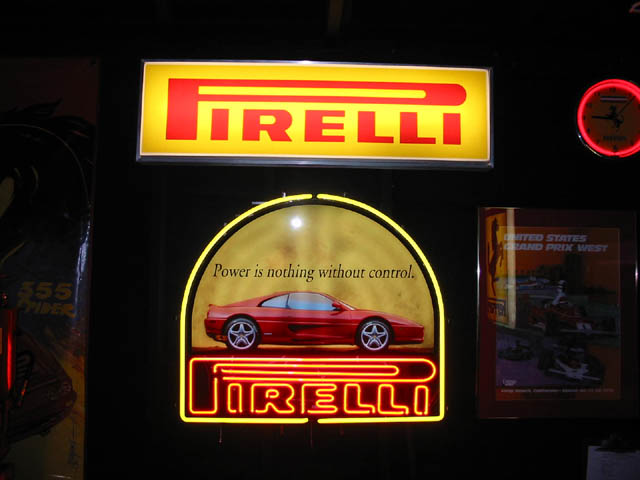 PIRELLI
Power is nothing without control.
PIRELLI
UNITED STATES
GRAND PRIX WEST
355
SPIDER